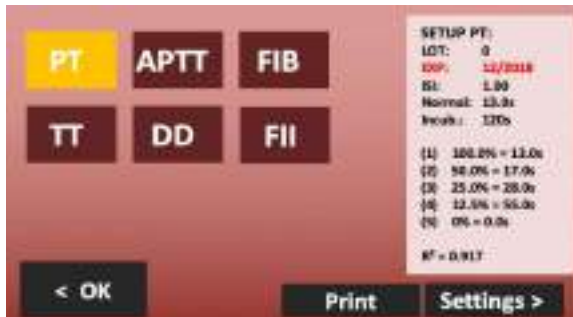 PT APTT FIB
TT DD FII
< OK
Print
Settings >
SETUP PT:
LOT: 0
EXP: 12/2018
ISI: 1.00
Normal: 13.0s
Incub.: 120s
(1) 100.0% = 13.0s
(2) 50.0% = 17.0s
(3) 25.0% = 28.0s
(4) 12.5% = 55.0s
(5) 0% = 0.0s
R² = 0.917